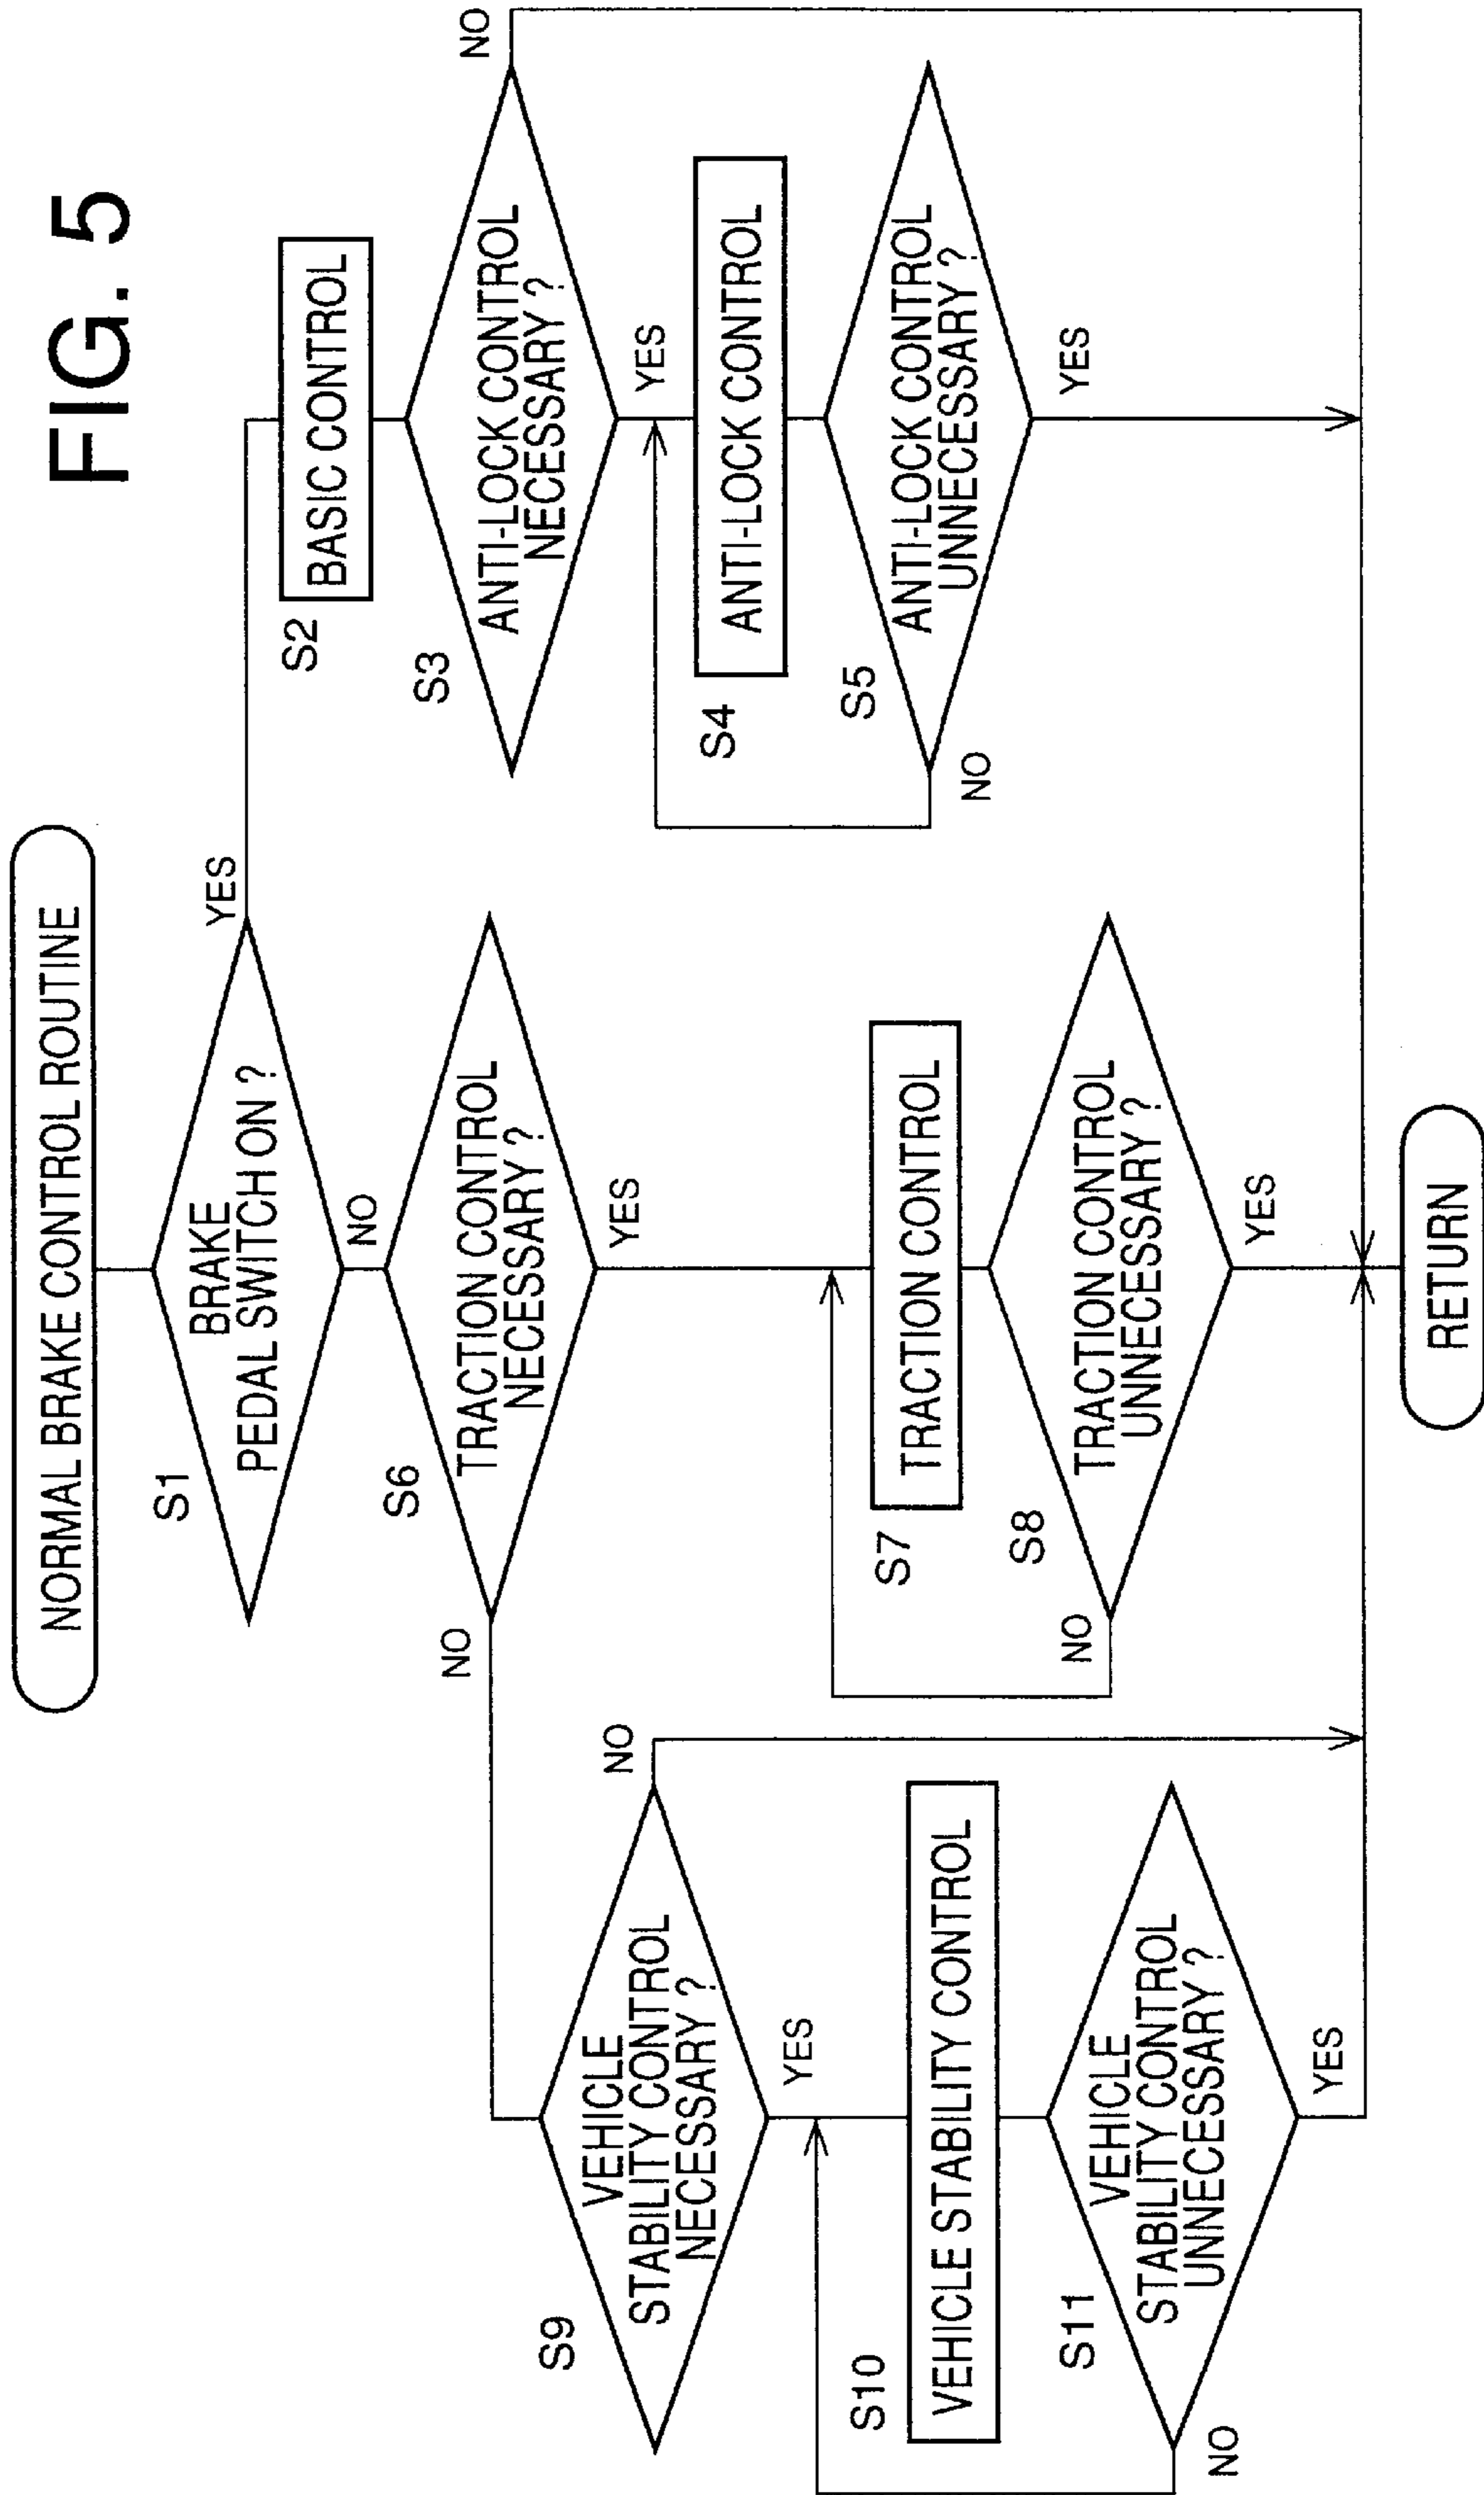 FIG. 5
NORMAL BRAKE CONTROL ROUTINE
S1
BRAKE
PEDAL SWITCH ON ?
YES
NO
S2
BASIC CONTROL
S3
ANTI-LOCK CONTROL
NECESSARY ?
NO
YES
S4
ANTI-LOCK CONTROL
S5
ANTI-LOCK CONTROL
UNNECESSARY ?
NO
YES
S6
TRACTION CONTROL
NECESSARY ?
NO
YES
S7
TRACTION CONTROL
S8
TRACTION CONTROL
UNNECESSARY ?
NO
YES
S9
VEHICLE
STABILITY CONTROL
NECESSARY ?
NO
YES
S10
VEHICLE STABILITY CONTROL
S11
VEHICLE
STABILITY CONTROL
UNNECESSARY ?
NO
YES
RETURN